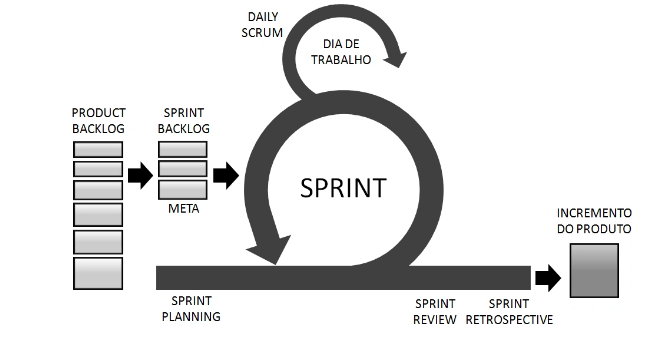 DAILY
SCRUM
DIA DE
TRABALHO
PRODUCT
BACKLOG
SPRINT
BACKLOG
META
SPRINT
INCREMENTO
DO PRODUTO
SPRINT
PLANNING
SPRINT
REVIEW
SPRINT
RETROSPECTIVE